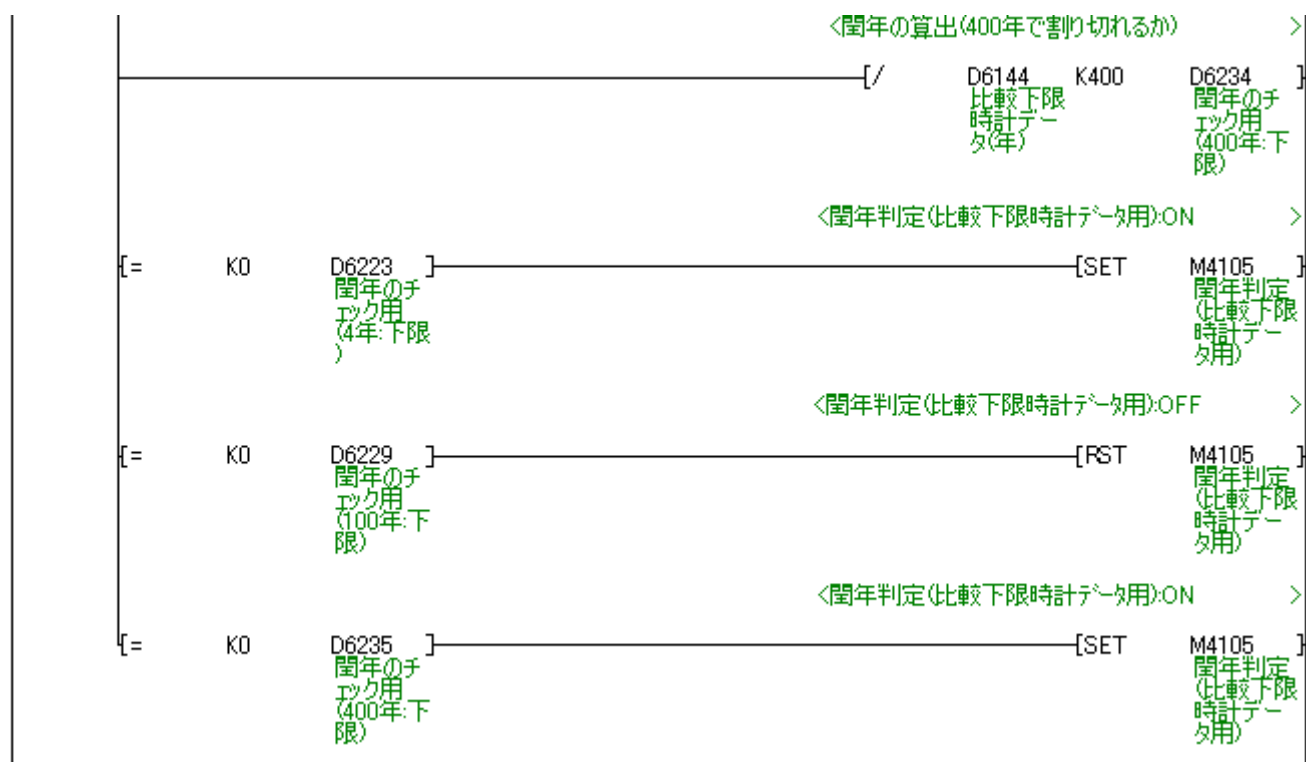 <閏年の算出(400年で割り切れるか) >
[/ D6144 K400 D6234 ]
比較下限 閏年のチ
時計デー ェック用
タ(年) (400年:下
限)
<閏年判定(比較下限時計ﾃﾞｰﾀ用):ON >
[= K0 D6223 ] [SET M4105 ]
閏年のチ 閏年判定
ェック用 (比較下限
(4年:下限 時計デー
) タ用)
<閏年判定(比較下限時計ﾃﾞｰﾀ用):OFF >
[= K0 D6229 ] [RST M4105 ]
閏年のチ 閏年判定
ェック用 (比較下限
(100年:下 時計デー
限) タ用)
<閏年判定(比較下限時計ﾃﾞｰﾀ用):ON >
[= K0 D6235 ] [SET M4105 ]
閏年のチ 閏年判定
ェック用 (比較下限
(400年:下 時計デー
限) タ用)